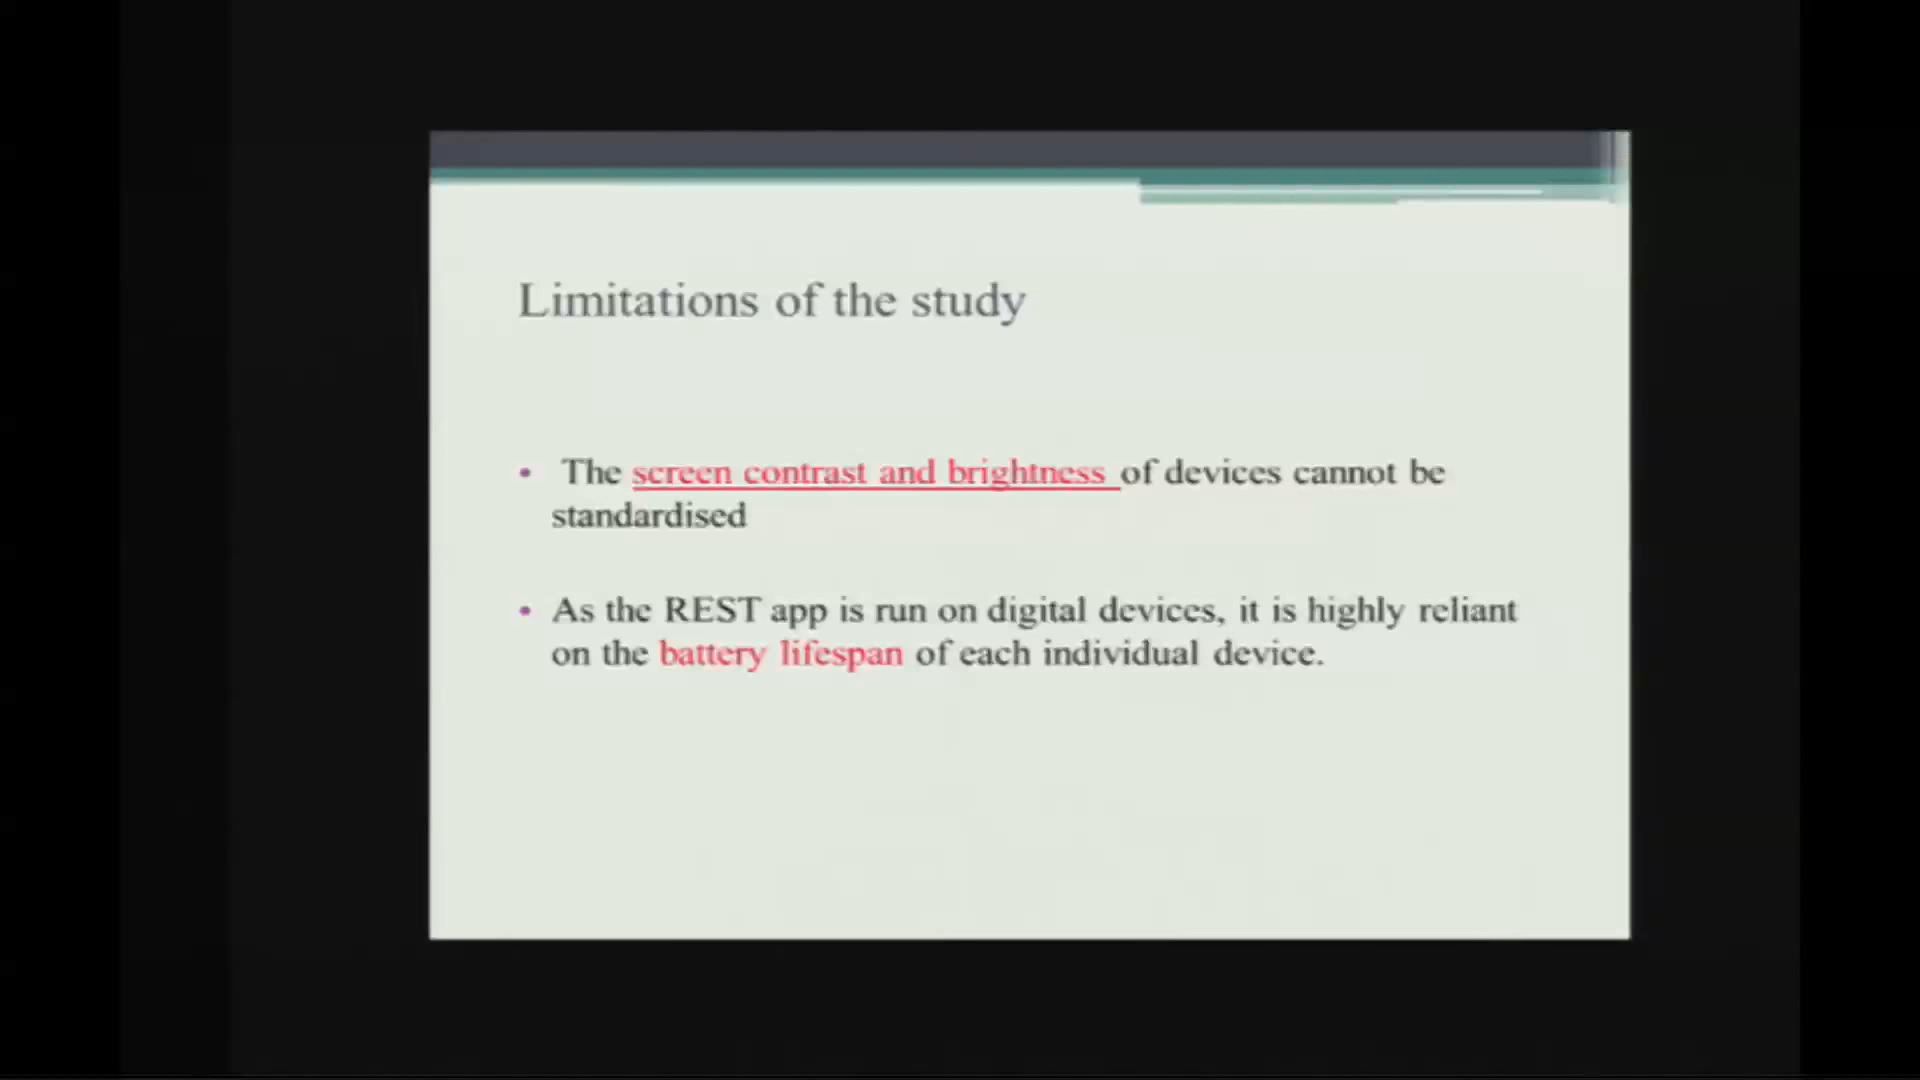 Limitations of the study
• The screen contrast and brightness of devices cannot be
standardised
• As the REST app is run on digital devices, it is highly reliant
on the battery lifespan of each individual device.